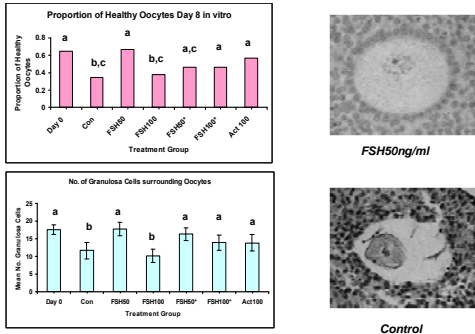 Proportion of Healthy Oocytes Day 8 in vitro
Proportion of Healthy
Oocytes
0.8
0.6
0.4
0.2
0
a
b,c
a
b,c
a,c
a
a
Day 0
Con
FSH50
FSH100
FSH50*
FSH100*
Act 100
Treatment Group
FSH50ng/ml
No. of Granulosa Cells surrounding Oocytes
Mean No. Granulosa Cells
25
20
15
10
5
0
a
b
a
b
a
a
a
Day 0
Con
FSH50
FSH100
FSH50*
FSH100*
Act100
Treatment Group
Control